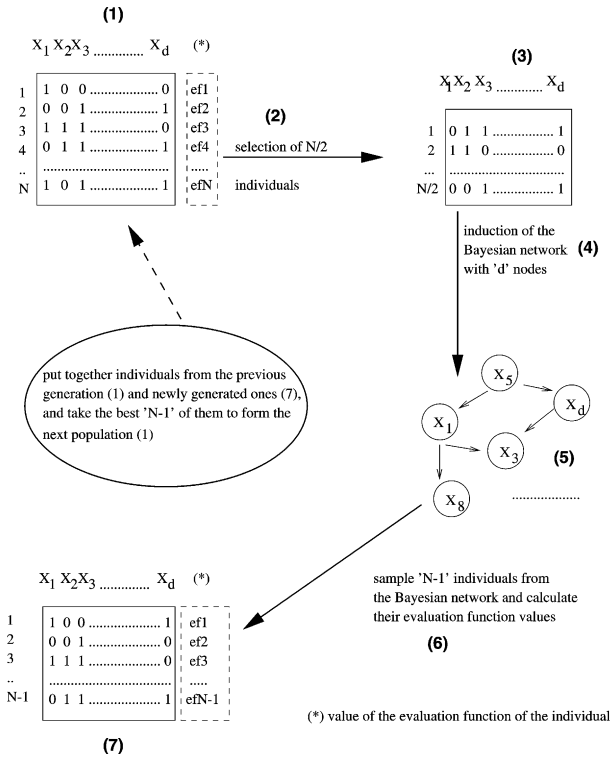 (1)
X1 X2 X3 .............. Xd (*)
1 1 0 0 .................... 0 ef1
2 0 0 1 .................... 1 ef2
3 1 1 1 .................... 0 ef3
4 0 1 1 .................... 1 ef4
.. .................................. .....
N 1 0 1 .................... 1 efN
(2)
selection of N/2
individuals
(3)
X1 X2 X3 ............. Xd
1 0 1 1 .................. 1
2 1 1 0 .................. 0
... ...............................
N/2 0 0 1 .................. 1
induction of the
Bayesian network
with 'd' nodes
(4)
put together individuals from the previous
generation (1) and newly generated ones (7),
and take the best 'N-1' of them to form the
next population (1)
X5
Xd
X1
X3
(5)
X8
...................
sample 'N-1' individuals from
the Bayesian network and calculate
their evaluation function values
(6)
X1 X2 X3 .............. Xd (*)
1 1 0 0 .................... 1 ef1
2 0 0 1 .................... 0 ef2
3 1 1 1 .................... 0 ef3
.. .................................. .....
N-1 0 1 1 .................... 1 efN-1
(7)
(*) value of the evaluation function of the individual